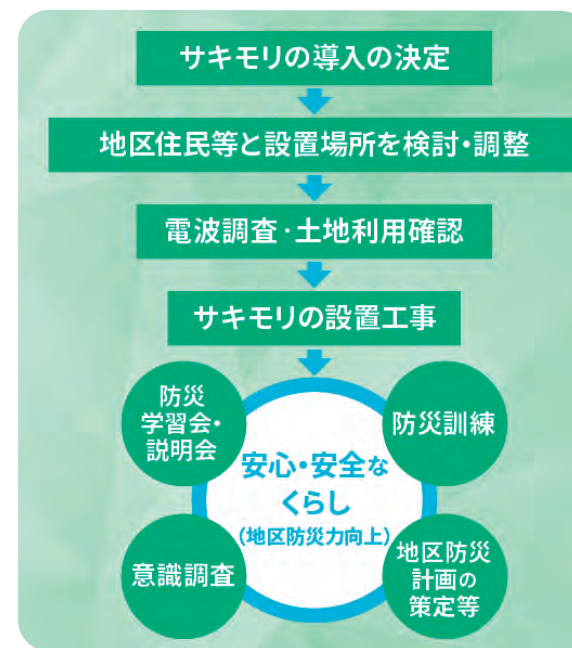 サキモリの導入の決定
地区住民等と設置場所を検討・調整
電波調査・土地利用確認
サキモリの設置工事
防災
学習会・
説明会
防災訓練
安心・安全な
くらし
(地区防災力向上)
意識調査
地区防災
計画の
策定等